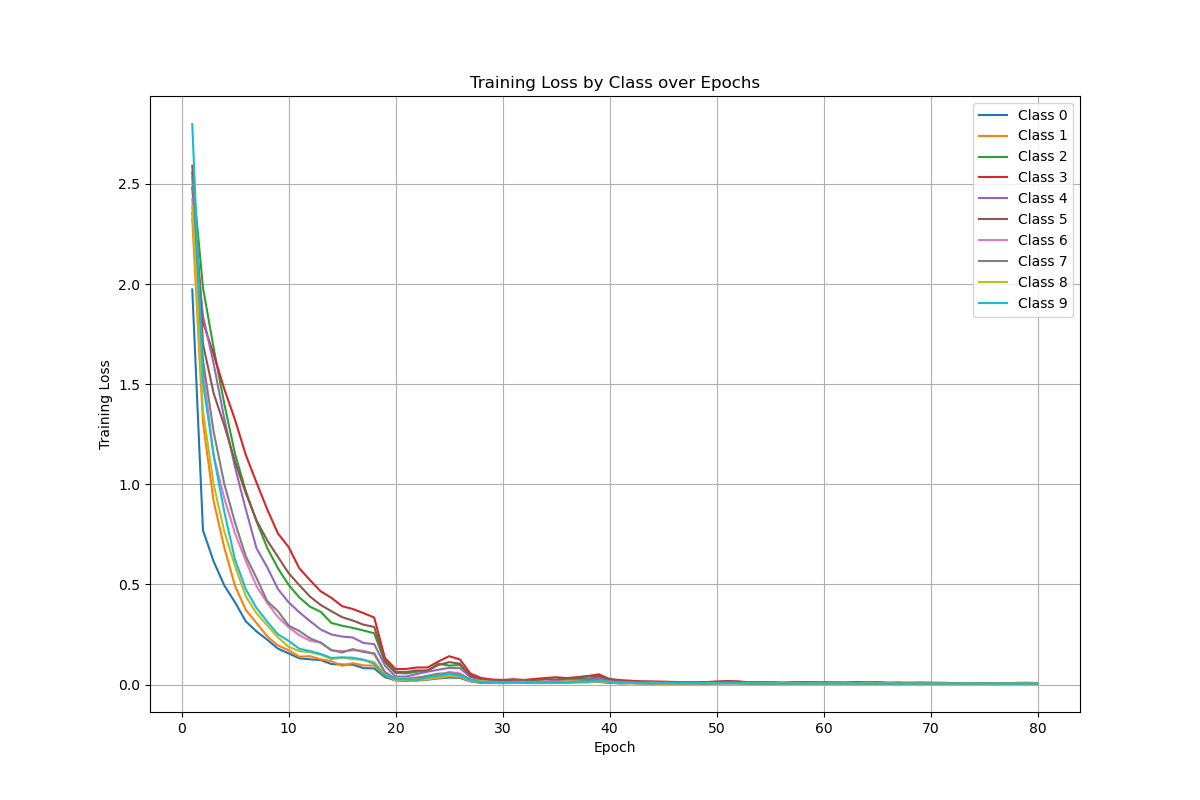 Training Loss by Class over Epochs
Class 0
Class 1
Class 2
Class 3
Class 4
Class 5
Class 6
Class 7
Class 8
Class 9
Training Loss
2.5
2.0
1.5
1.0
0.5
0.0
0 10 20 30 40 50 60 70 80
Epoch